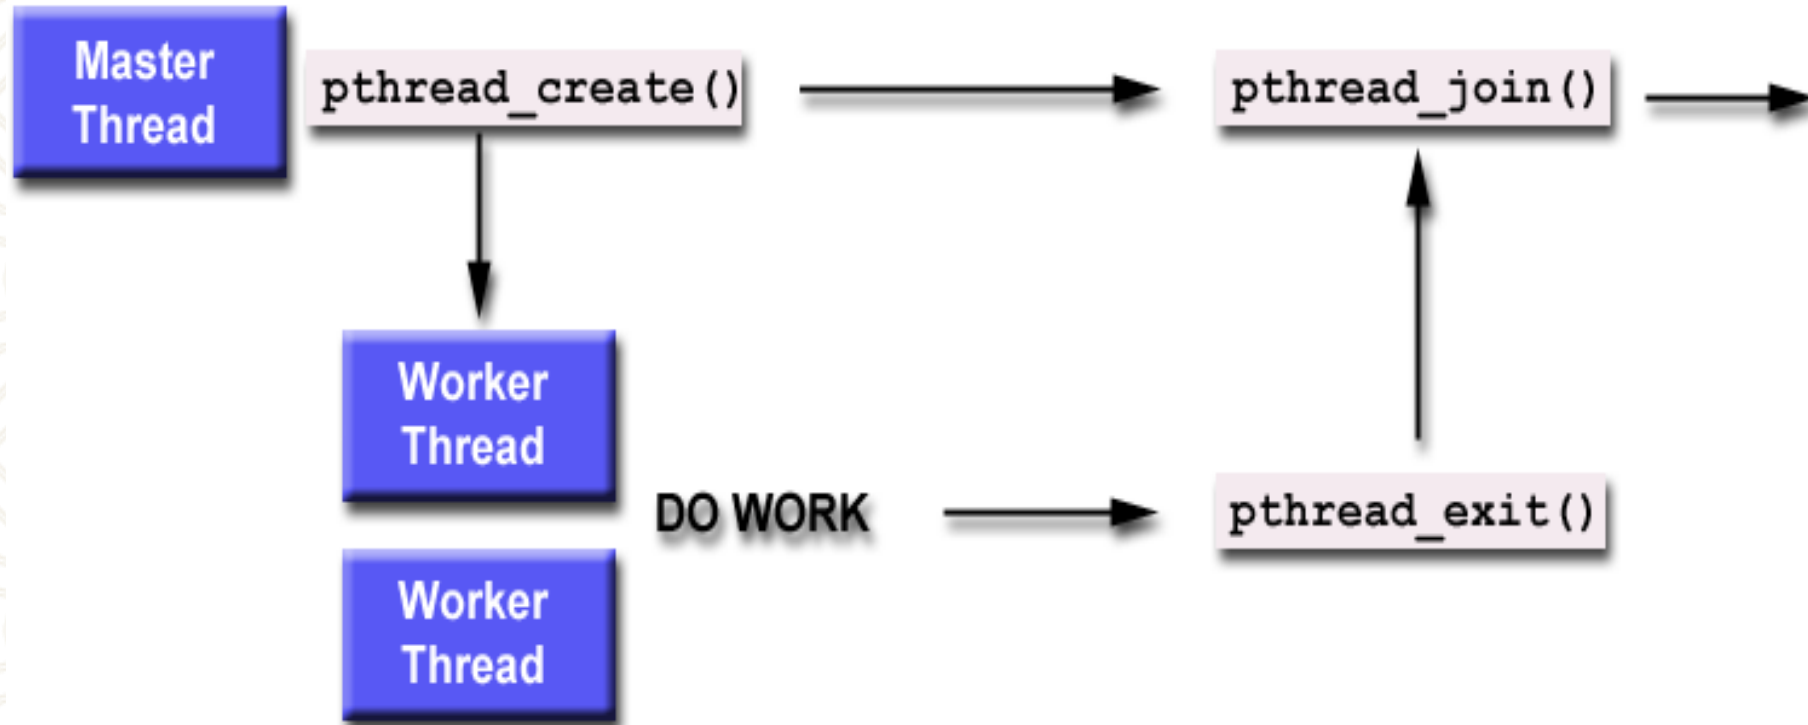 Master
Thread
pthread_create()
pthread_join()
Worker
Thread
DO WORK
pthread_exit()
Worker
Thread